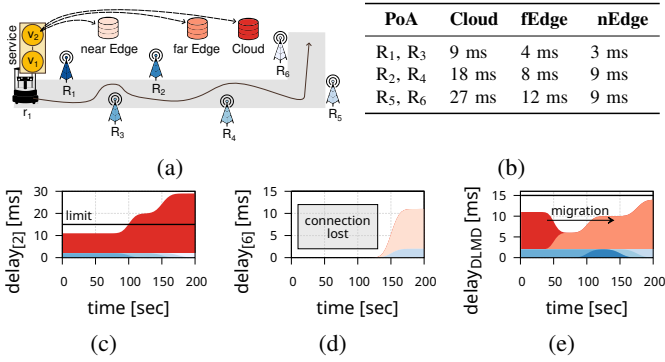 service
v₂
v₁
r₁
near Edge
far Edge
Cloud
R₁
R₂
R₃
R₄
R₅
R₆
(a)
PoA Cloud fEdge nEdge
R₁, R₃ 9 ms 4 ms 3 ms
R₂, R₄ 18 ms 8 ms 9 ms
R₅, R₆ 27 ms 12 ms 9 ms
(b)
delay[2] [ms]
30
20
10
0
limit
0 50 100 150 200
time [sec]
(c)
delay[6] [ms]
15
10
5
0
connection
lost
0 50 100 150 200
time [sec]
(d)
delayDLMD [ms]
15
10
5
0
migration
0 50 100 150 200
time [sec]
(e)